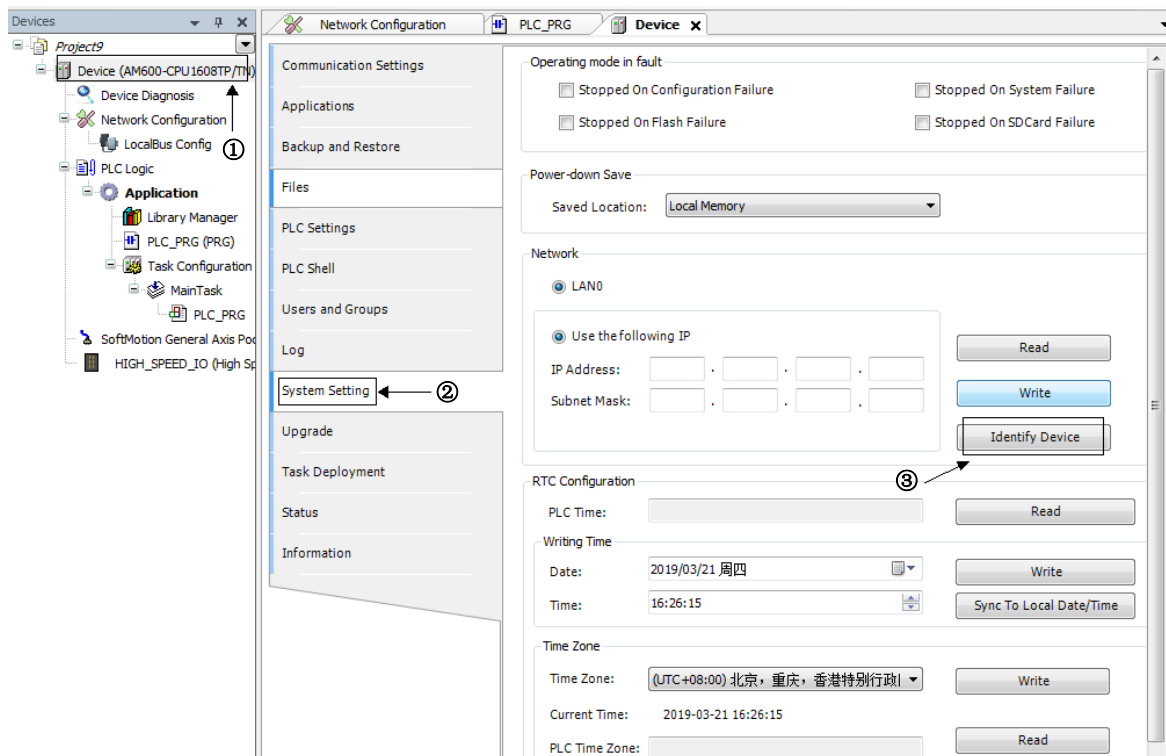 Devices
Project9
Device (AM600-CPU1608TP/TN)
①
Device Diagnosis
Network Configuration
LocalBus Config
PLC Logic
Application
Library Manager
PLC_PRG (PRG)
Task Configuration
MainTask
PLC_PRG
SoftMotion General Axis Poo
HIGH_SPEED_IO (High Sp
Network Configuration
PLC_PRG
Device
Communication Settings
Applications
Backup and Restore
Files
PLC Settings
PLC Shell
Users and Groups
Log
System Setting
②
Upgrade
Task Deployment
Status
Information
Operating mode in fault
Stopped On Configuration Failure
Stopped On System Failure
Stopped On Flash Failure
Stopped On SDCard Failure
Power-down Save
Saved Location: Local Memory
Network
LAN0
Use the following IP
IP Address: . . .
Subnet Mask: . . .
Read
Write
Identify Device
③
RTC Configuration
PLC Time:
Read
Writing Time
Date: 2019/03/21 周四
Write
Time: 16:26:15
Sync To Local Date/Time
Time Zone
Time Zone: (UTC+08:00) 北京，重庆，香港特别行政
Write
Current Time: 2019-03-21 16:26:15
PLC Time Zone:
Read